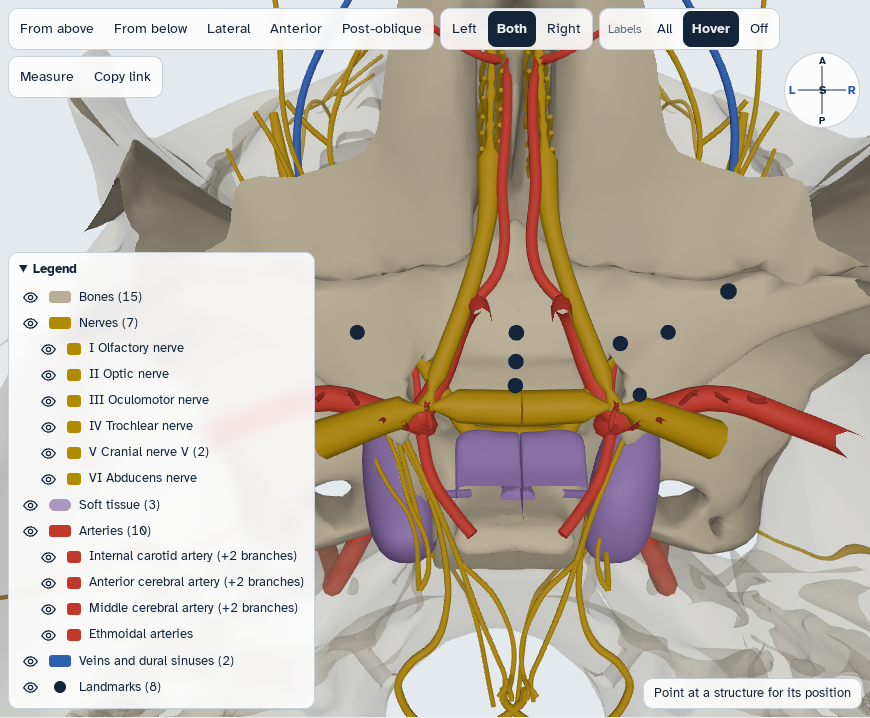 From above From below Lateral Anterior Post-oblique Left Both Right Labels All Hover Off
Measure Copy link
A
L S R
P
▼ Legend
Bones (15)
Nerves (7)
I Olfactory nerve
II Optic nerve
III Oculomotor nerve
IV Trochlear nerve
V Cranial nerve V (2)
VI Abducens nerve
Soft tissue (3)
Arteries (10)
Internal carotid artery (+2 branches)
Anterior cerebral artery (+2 branches)
Middle cerebral artery (+2 branches)
Ethmoidal arteries
Veins and dural sinuses (2)
Landmarks (8)
Point at a structure for its position